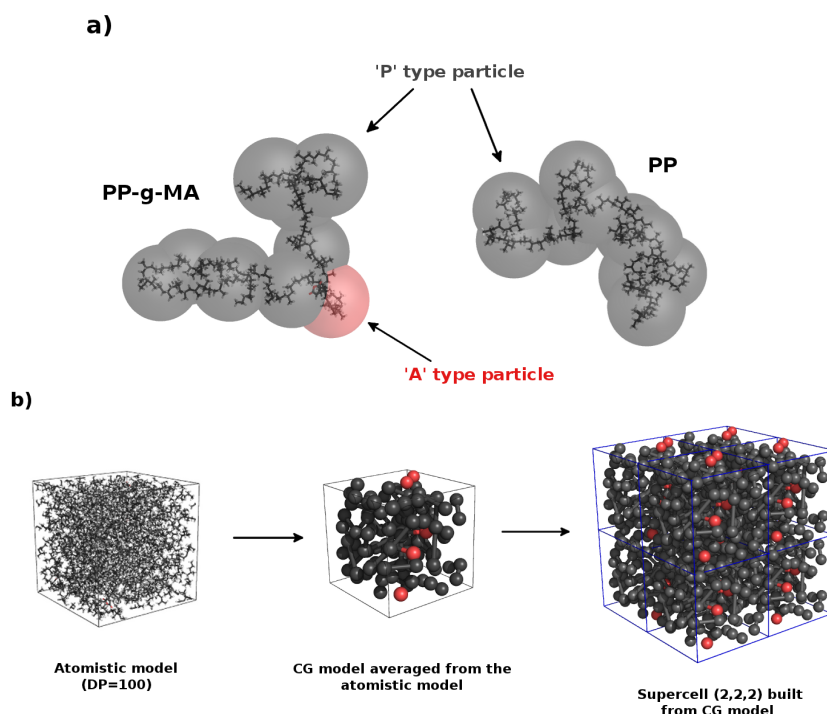 a)
'P' type particle
PP-g-MA
PP
'A' type particle
b)
Atomistic model
(DP=100)
CG model averaged from the
atomistic model
Supercell (2,2,2) built
from CG model